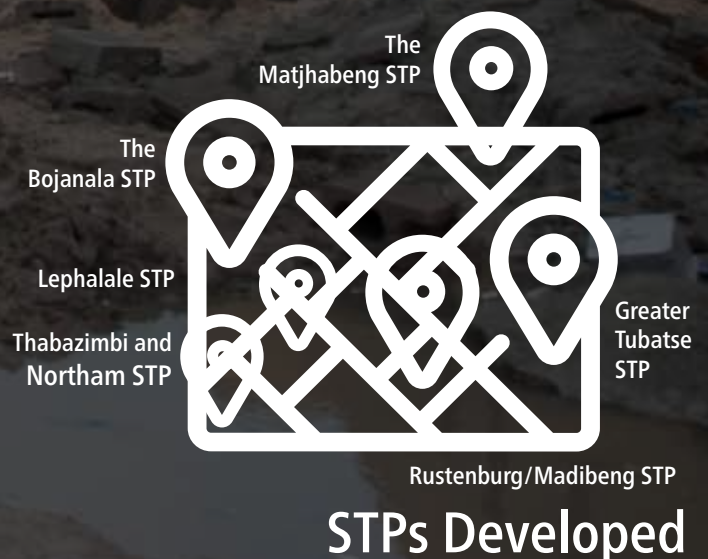 The
Matjhabeng STP
The
Bojanala STP
Lephalale STP
Thabazimbi and
Northam STP
Greater
Tubatse
STP
Rustenburg/Madibeng STP
STPs Developed